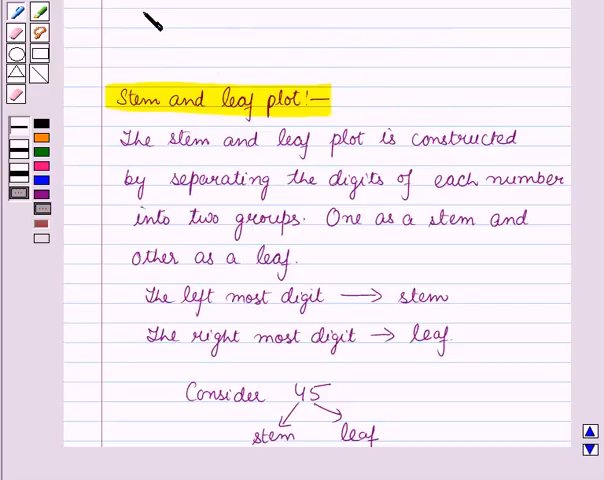 Stem and leaf plot:-
The stem and leaf plot is constructed
by separating the digits of each number
into two groups. One as a stem and
other as a leaf.
The left most digit → stem
The right most digit → leaf.
Consider 45
stem leaf